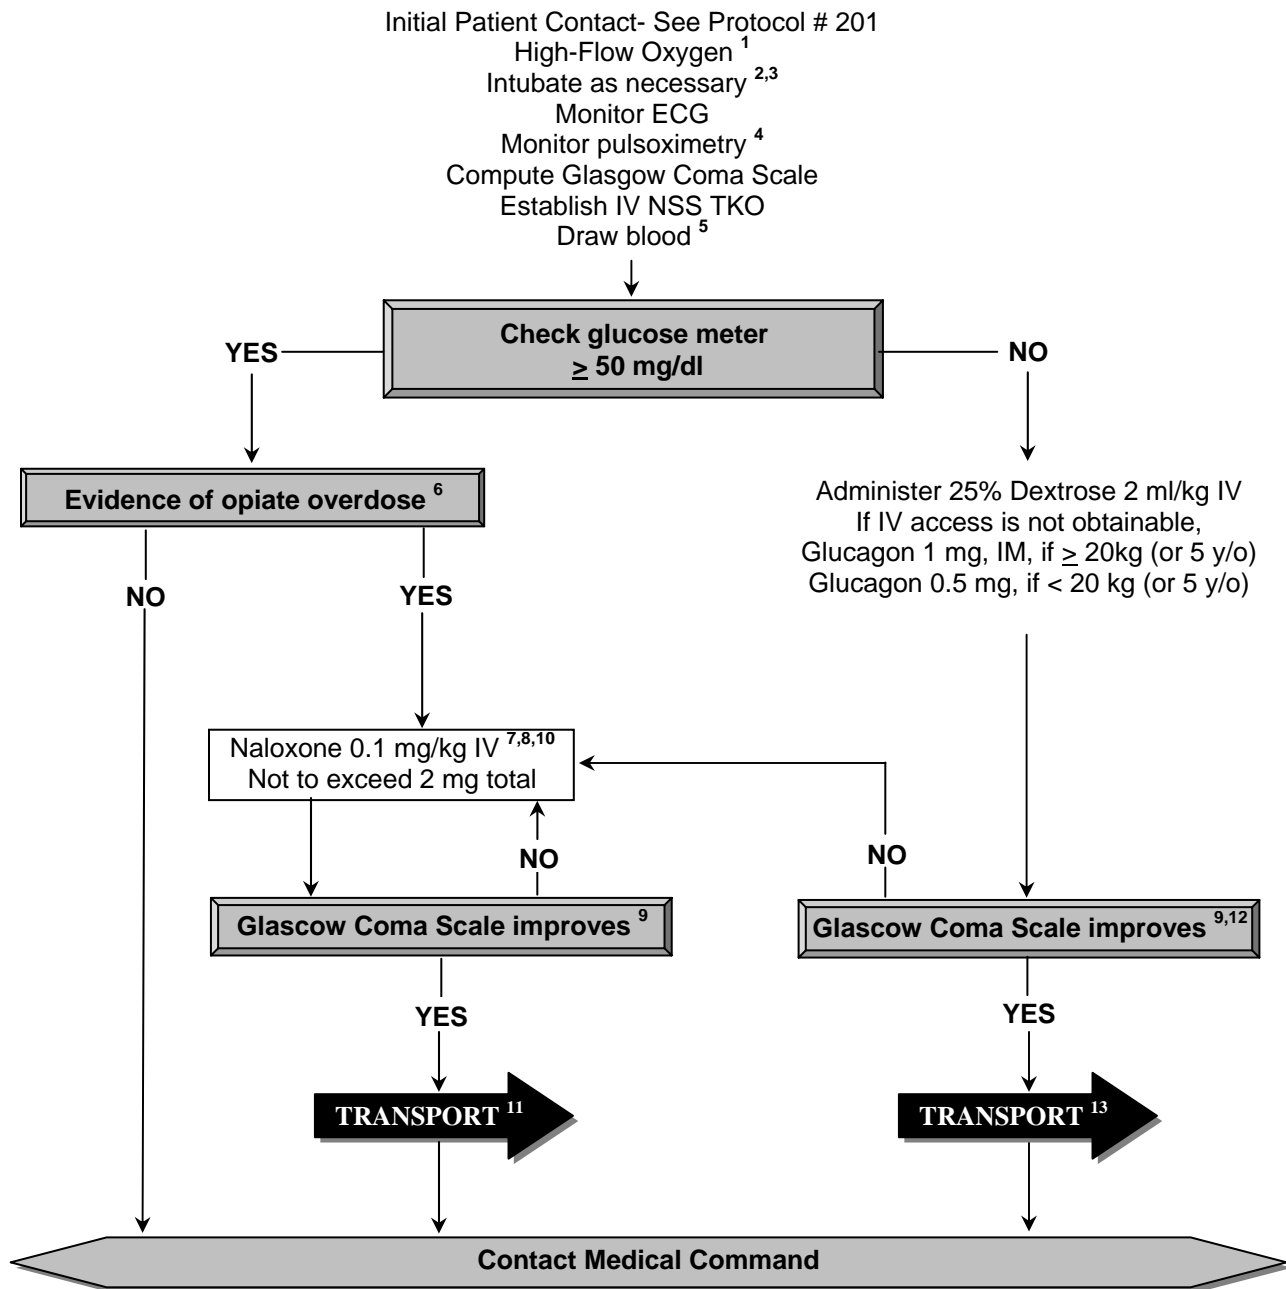 Initial Patient Contact- See Protocol # 201
High-Flow Oxygen 1
Intubate as necessary 2,3
Monitor ECG
Monitor pulsoximetry 4
Compute Glasgow Coma Scale
Establish IV NSS TKO
Draw blood 5
Check glucose meter
≥ 50 mg/dl
YES
NO
Evidence of opiate overdose 6
Administer 25% Dextrose 2 ml/kg IV
If IV access is not obtainable,
Glucagon 1 mg, IM, if ≥ 20kg (or 5 y/o)
Glucagon 0.5 mg, if < 20 kg (or 5 y/o)
NO
YES
Naloxone 0.1 mg/kg IV 7,8,10
Not to exceed 2 mg total
NO
NO
Glascow Coma Scale improves 9
Glascow Coma Scale improves 9,12
YES
YES
TRANSPORT 11
TRANSPORT 13
Contact Medical Command